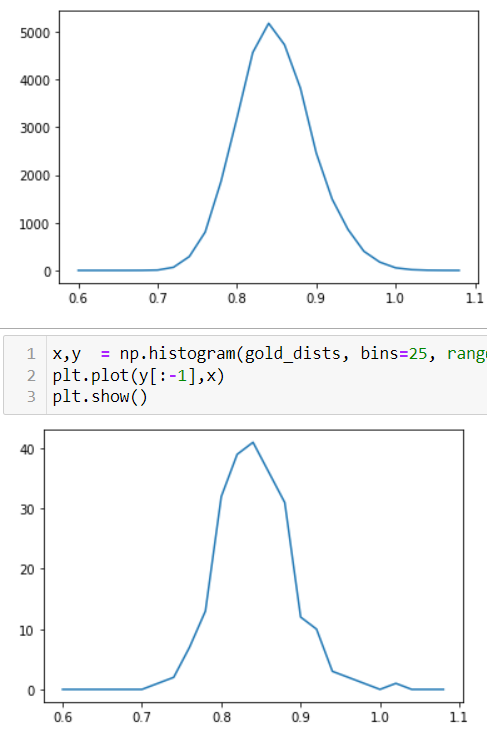 5000
4000
3000
2000
1000
0
0.6 0.7 0.8 0.9 1.0 1.1
1 x,y  = np.histogram(gold_dists, bins=25, range
2 plt.plot(y[:-1],x)
3 plt.show()
40
30
20
10
0
0.6 0.7 0.8 0.9 1.0 1.1